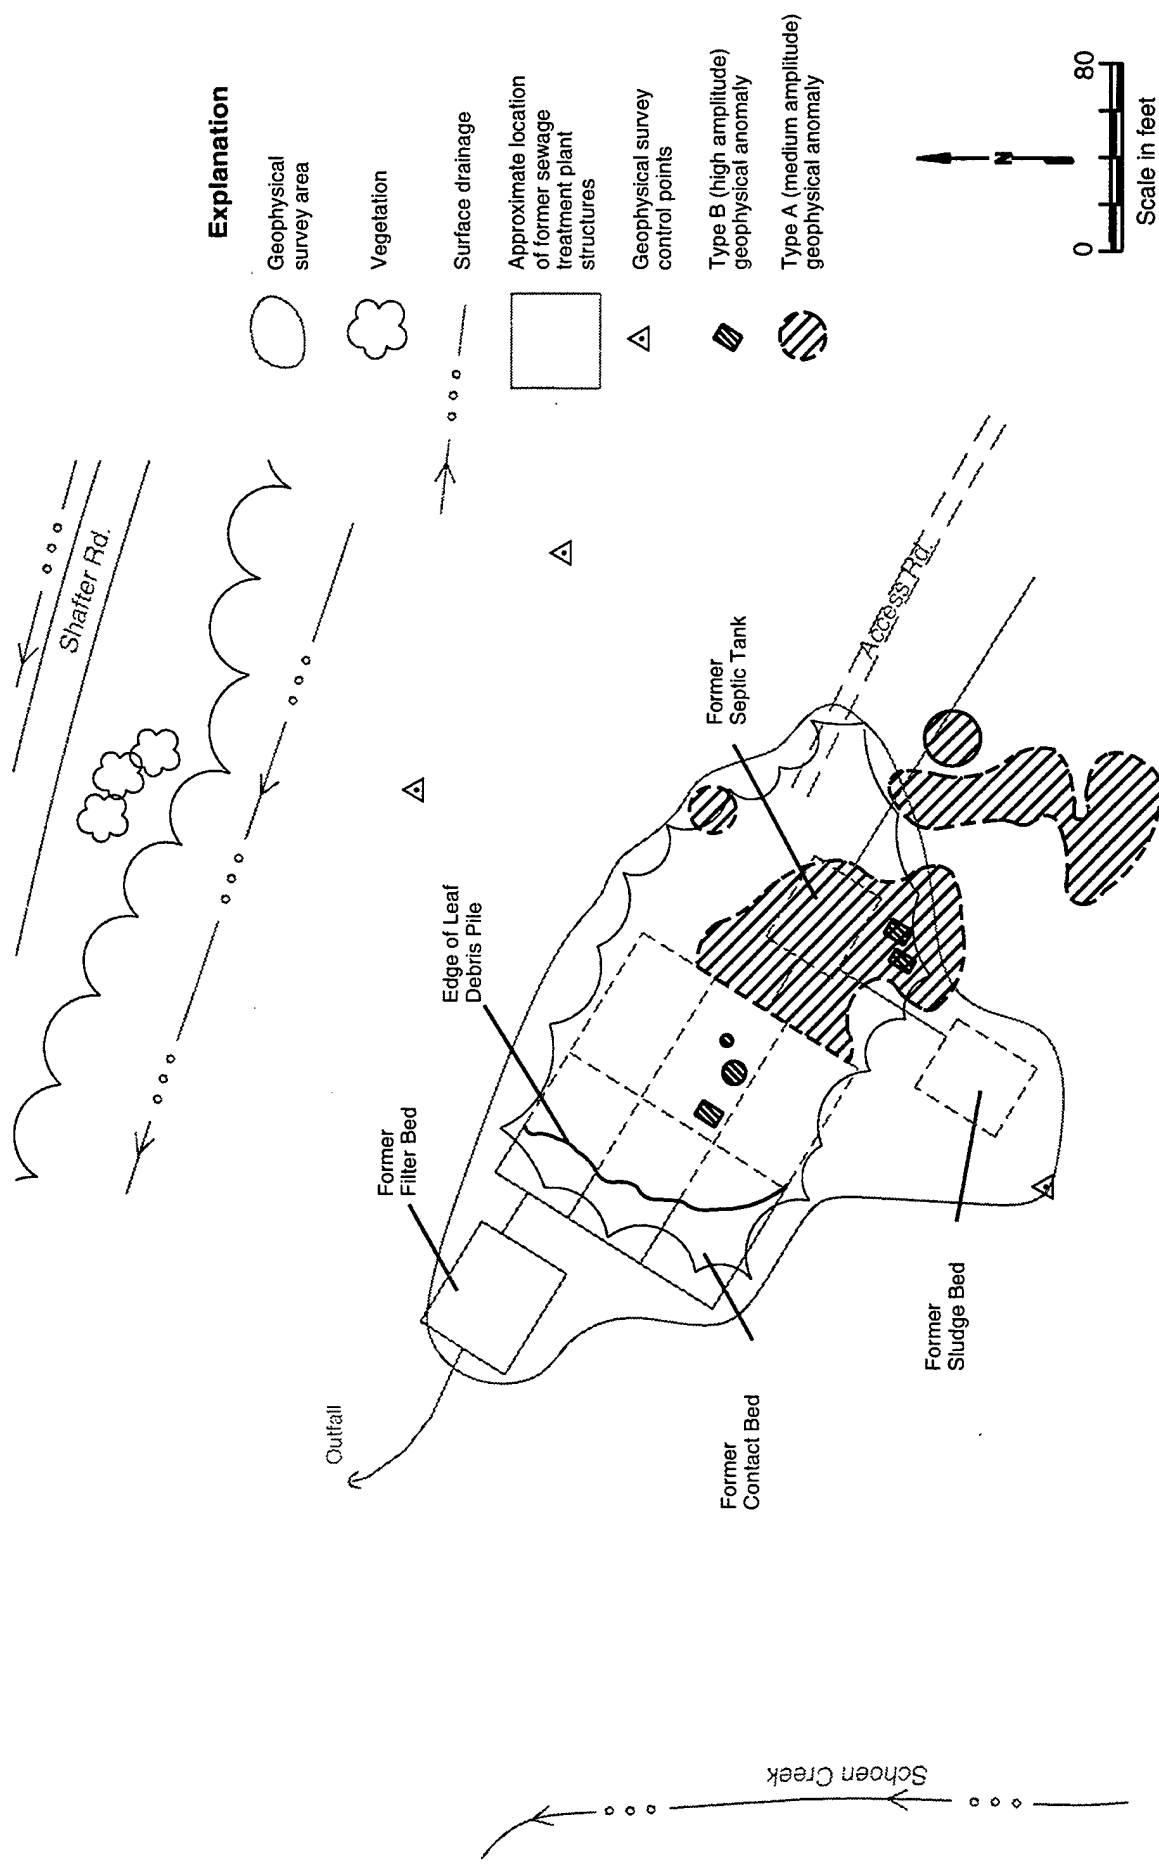 Explanation
Geophysical
survey area
Vegetation
Surface drainage
Approximate location
of former sewage
treatment plant
structures
Geophysical survey
control points
Type B (high amplitude)
geophysical anomaly
Type A (medium amplitude)
geophysical anomaly
N
0 80
Scale in feet
Shafter Rd.
Access Rd.
Former
Septic Tank
Edge of Leaf
Debris Pile
Former
Filter Bed
Outfall
Former
Contact Bed
Former
Sludge Bed
Schoen Creek